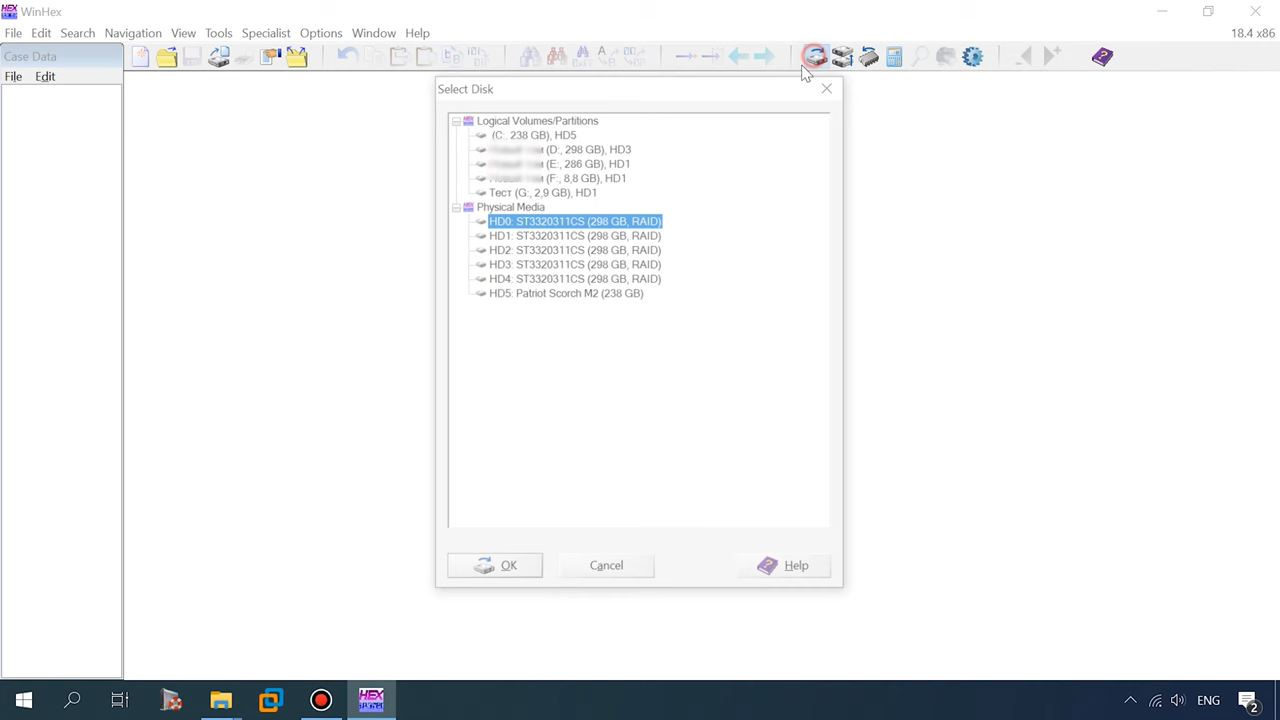 WinHex
File Edit Search Navigation View Tools Specialist Options Window Help
18.4 x86
Case Data
File Edit
Select Disk
Logical Volumes/Partitions
(C:, 238 GB), HD5
(D:, 298 GB), HD3
(E:, 286 GB), HD1
(F:, 8,8 GB), HD1
Тест (G:, 2,9 GB), HD1
Physical Media
HD0: ST3320311CS (298 GB, RAID)
HD1: ST3320311CS (298 GB, RAID)
HD2: ST3320311CS (298 GB, RAID)
HD3: ST3320311CS (298 GB, RAID)
HD4: ST3320311CS (298 GB, RAID)
HD5: Patriot Scorch M2 (238 GB)
OK
Cancel
Help
ENG
2